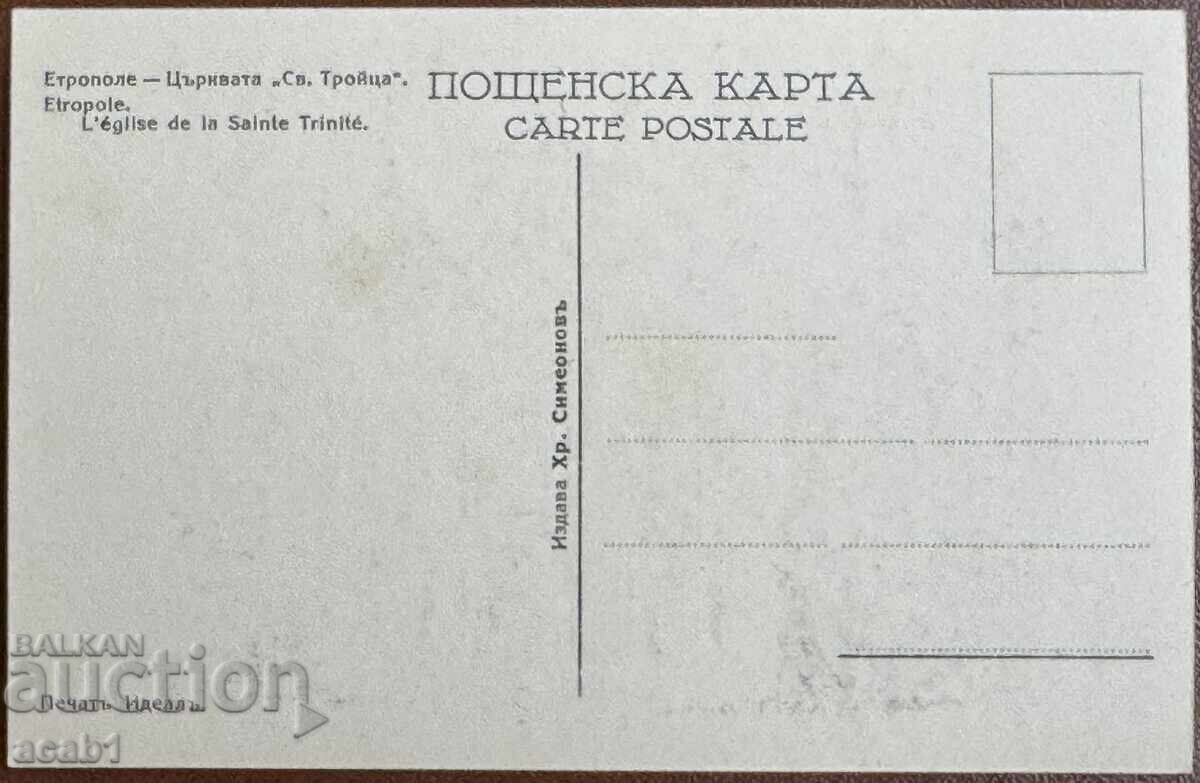 Етрополе — Църквата „Св. Тройца“.
Etropole.
L'église de la Sainte Trinité.
ПОЩЕНСКА КАРТА
CARTE POSTALE
Издава Хр. Симеоновъ
Печатъ Идеалъ
BALKAN
auction
acab1